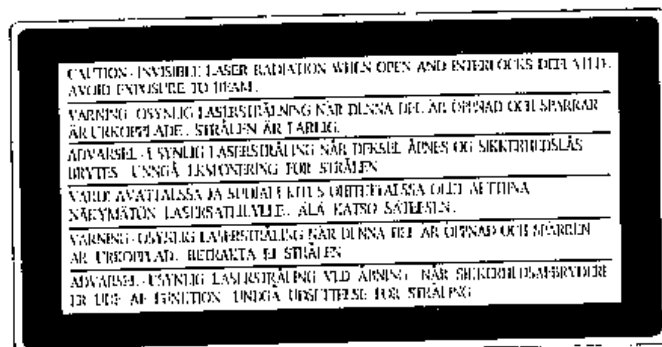 CAUTION - INVISIBLE LASER RADIATION WHEN OPEN AND INTERLOCKS DEFEATED.
AVOID EXPOSURE TO BEAM.
VARNING - OSYNLIG LASERSTRÅLNING NÄR DENNA DEL ÄR ÖPPNAD OCH SPÄRRAR
ÄR URKOPPLADE. STRÅLEN ÄR FARLIG.
ADVARSEL - USYNLIG LASERSTRÅLING NÅR DEKSEL ÅPNES OG SIKKERHEDSLÅS
BRYTES. UNNGÅ EKSPONERING FOR STRÅLEN
VARO! AVATTAESSA JA SUOJALUKITUS OHITETTAESSA OLET ALTTIINA
NÄKYMÄTÖN LASERSÄTEILYLLE. ÄLÄ KATSO SÄTEESEN.
VARNING - OSYNLIG LASERSTRÅLING NÄR DENNA DEL ÄR ÖPPNAD OCH SPÄRREN
ÄR URKOPPLAD. BETRAKTA EJ STRÅLEN
ADVARSEL - USYNLIG LASERSTRÅLING VED ÅBNING NÅR SIKKERHEDSAFBRYDERE
ER UDE AF FUNCTION UNDGÅ UDSETTELSE FOR STRÅLING